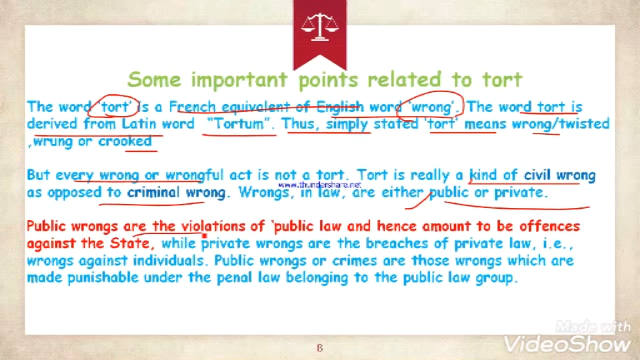 Some important points related to tort
The word 'tort' is a French equivalent of English word 'wrong'. The word tort is
derived from Latin word "Tortum". Thus, simply stated 'tort' means wrong/twisted
,wrung or crooked
But every wrong or wrongful act is not a tort. Tort is really a kind of civil wrong
www.thundershare.net
as opposed to criminal wrong. Wrongs, in law, are either public or private.
Public wrongs are the violations of 'public law and hence amount to be offences
against the State, while private wrongs are the breaches of private law, i.e.,
wrongs against individuals. Public wrongs or crimes are those wrongs which are
made punishable under the penal law belonging to the public law group.
Made with
VideoShow